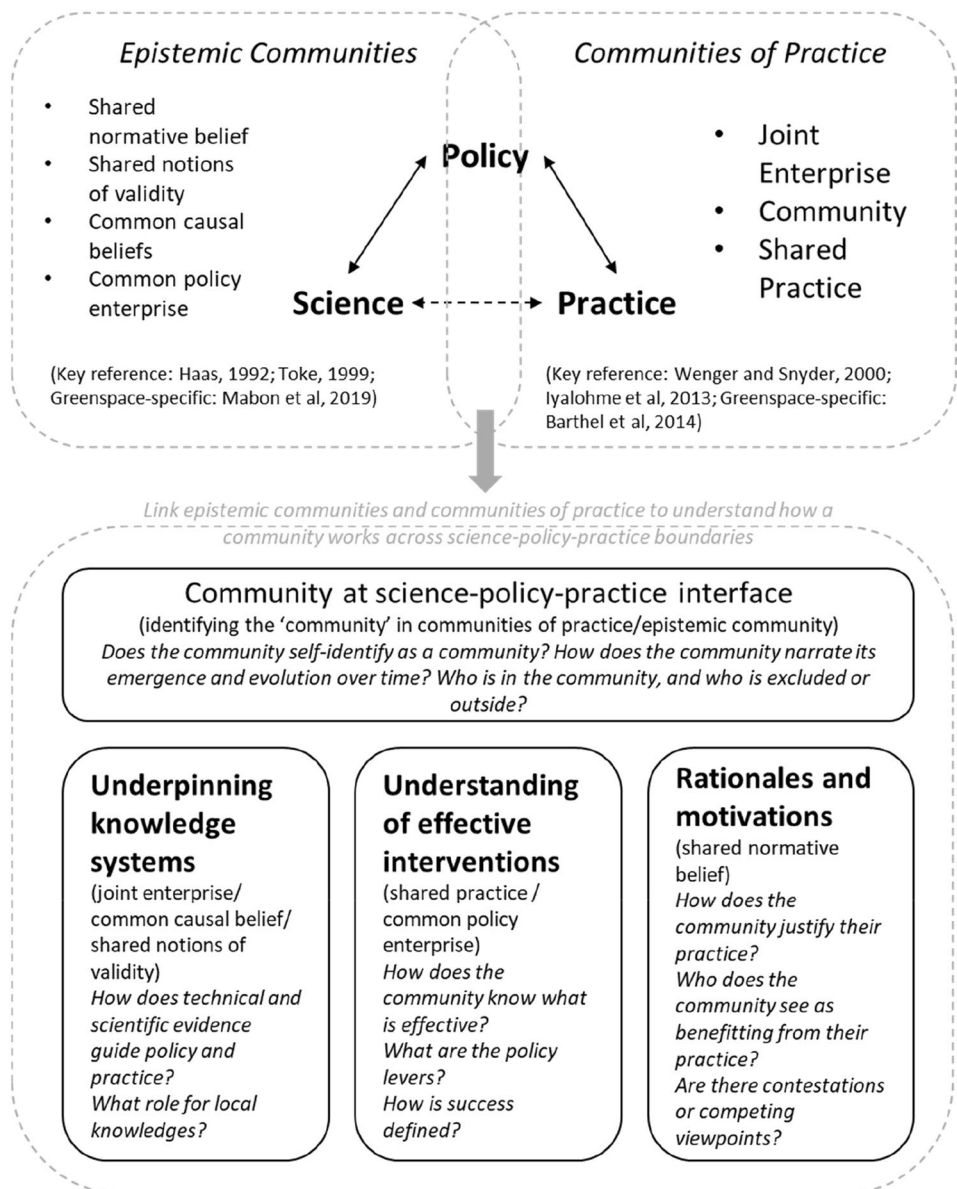 Epistemic Communities
• Shared
normative belief
• Shared notions
of validity
• Common causal
beliefs
• Common policy
enterprise
(Key reference: Haas, 1992; Toke, 1999;
Greenspace-specific: Mabon et al, 2019)
Policy
Science
Practice
Communities of Practice
• Joint
Enterprise
• Community
• Shared
Practice
(Key reference: Wenger and Snyder, 2000;
Iyalohme et al, 2013; Greenspace-specific:
Barthel et al, 2014)
Link epistemic communities and communities of practice to understand how a
community works across science-policy-practice boundaries
Community at science-policy-practice interface
(identifying the ‘community’ in communities of practice/epistemic community)
Does the community self-identify as a community? How does the community narrate its
emergence and evolution over time? Who is in the community, and who is excluded or
outside?
Underpinning
knowledge
systems
(joint enterprise/
common causal belief/
shared notions of
validity)
How does technical and
scientific evidence
guide policy and
practice?
What role for local
knowledges?
Understanding
of effective
interventions
(shared practice /
common policy
enterprise)
How does the
community know what
is effective?
What are the policy
levers?
How is success
defined?
Rationales and
motivations
(shared normative
belief)
How does the
community justify their
practice?
Who does the
community see as
benefitting from their
practice?
Are there contestations
or competing
viewpoints?